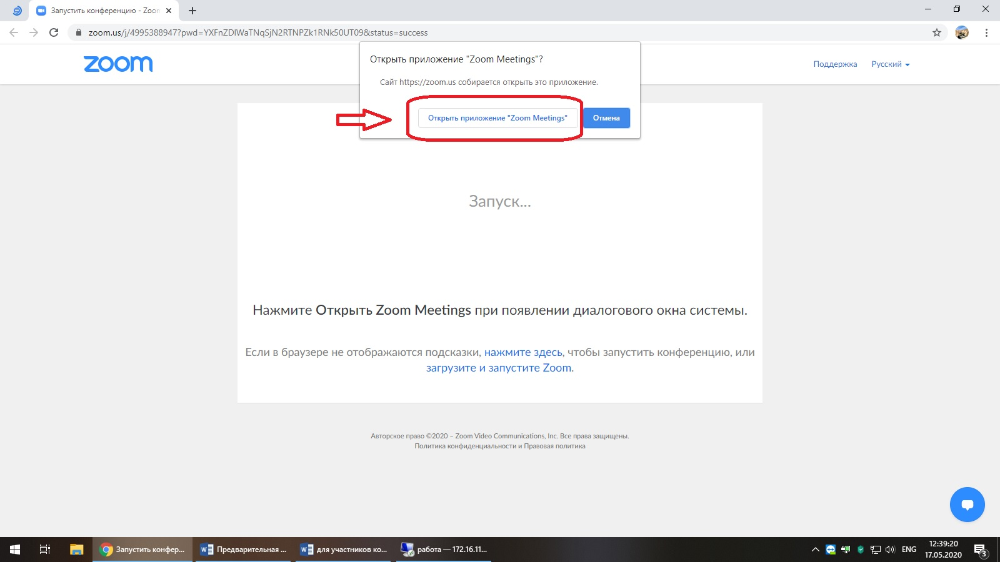 Запустить конференцию - Zoom
zoom.us/j/4995388947?pwd=YXFnZDlWaTNqSjN2RTNPZk1RNk50UT09&status=success
zoom
Поддержка
Русский
Открыть приложение "Zoom Meetings"?
Сайт https://zoom.us собирается открыть это приложение.
Открыть приложение "Zoom Meetings"
Отмена
Запуск...
Нажмите Открыть Zoom Meetings при появлении диалогового окна системы.
Если в браузере не отображаются подсказки, нажмите здесь, чтобы запустить конференцию, или
загрузите и запустите Zoom.
Авторское право ©2020 – Zoom Video Communications, Inc. Все права защищены.
Политика конфиденциальности и Правовая политика
Запустить конфер...
Предварительная ...
для участников ко...
работа — 172.16.11...
ENG
12:39:20
17.05.2020
3